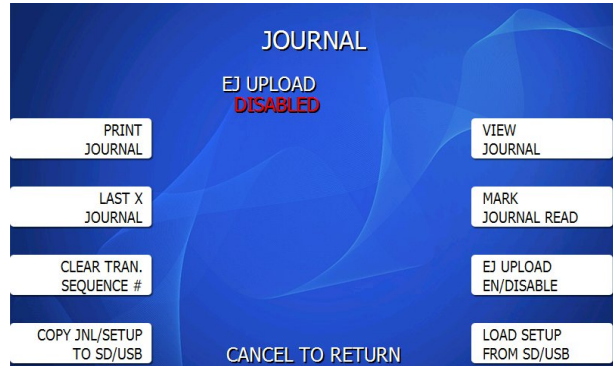 JOURNAL
EJ UPLOAD
DISABLED
PRINT
JOURNAL
VIEW
JOURNAL
LAST X
JOURNAL
MARK
JOURNAL READ
CLEAR TRAN.
SEQUENCE #
EJ UPLOAD
EN/DISABLE
COPY JNL/SETUP
TO SD/USB
LOAD SETUP
FROM SD/USB
CANCEL TO RETURN